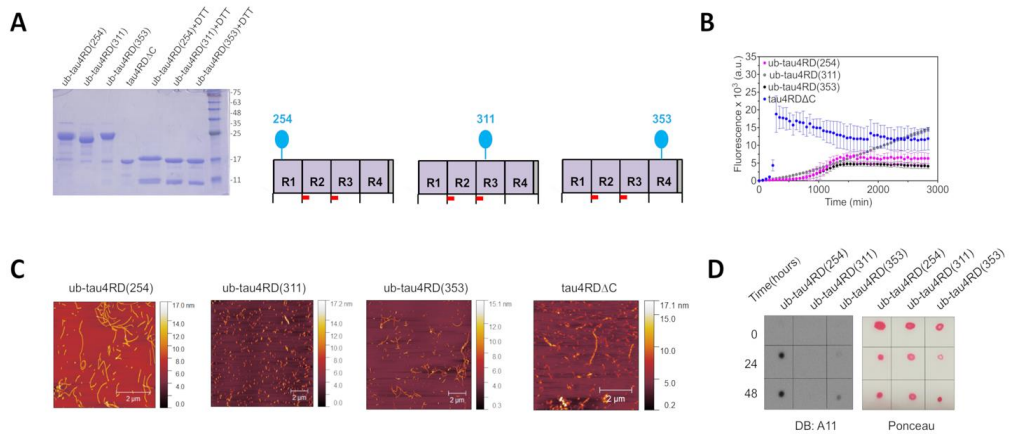 A
ub-tau4RD(254)
ub-tau4RD(311)
ub-tau4RD(353)
tau4RDΔC
ub-tau4RD(254)+DTT
ub-tau4RD(311)+DTT
ub-tau4RD(353)+DTT
75
63
48
35
25
17
11
254
R1 R2 R3 R4
311
R1 R2 R3 R4
353
R1 R2 R3 R4
B
Fluorescence x 10³ (a.u.)
35
30
25
20
15
10
5
0
ub-tau4RD(254)
ub-tau4RD(311)
ub-tau4RD(353)
tau4RDΔC
0 1000 2000 3000
Time (min)
C
ub-tau4RD(254)
17.0 nm
14.0
12.0
10.0
8.0
6.0
4.0
2.0
0.0
2 µm
ub-tau4RD(311)
17.2 nm
14.0
12.0
10.0
8.0
6.0
4.0
2.0
0.0
2 µm
ub-tau4RD(353)
15.1 nm
12.0
10.0
8.0
6.0
4.0
2.0
0.0
2 µm
tau4RDΔC
17.1 nm
15.0
10.0
5.0
0.0
2 µm
D
Time(hours)
ub-tau4RD(254)
ub-tau4RD(311)
ub-tau4RD(353)
ub-tau4RD(254)
ub-tau4RD(311)
ub-tau4RD(353)
0
24
48
DB: A11
Ponceau